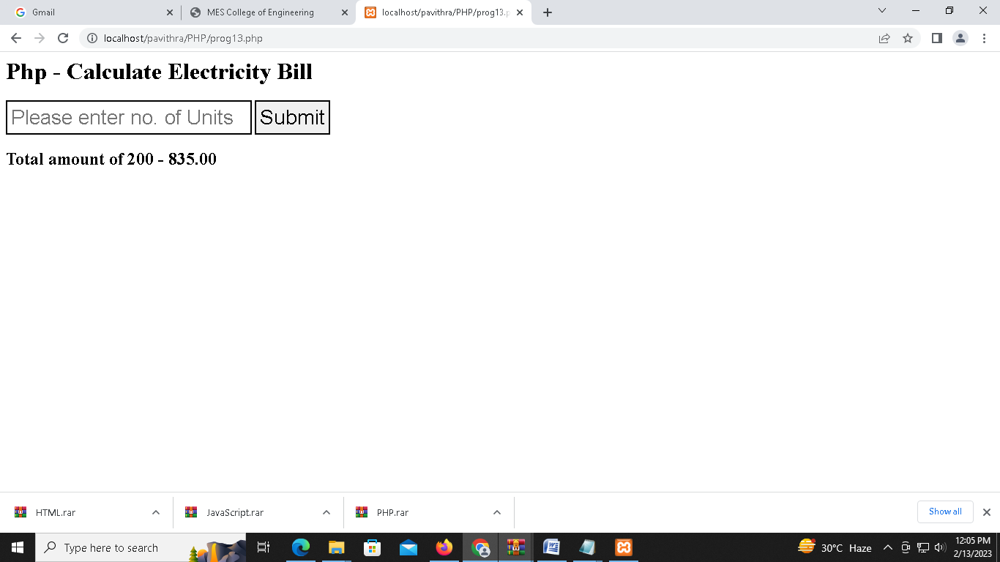 Gmail
MES College of Engineering
localhost/pavithra/PHP/prog13.p
localhost/pavithra/PHP/prog13.php
Php - Calculate Electricity Bill
Please enter no. of Units
Submit
Total amount of 200 - 835.00
HTML.rar
JavaScript.rar
PHP.rar
Show all
Type here to search
30°C Haze
12:05 PM
2/13/2023